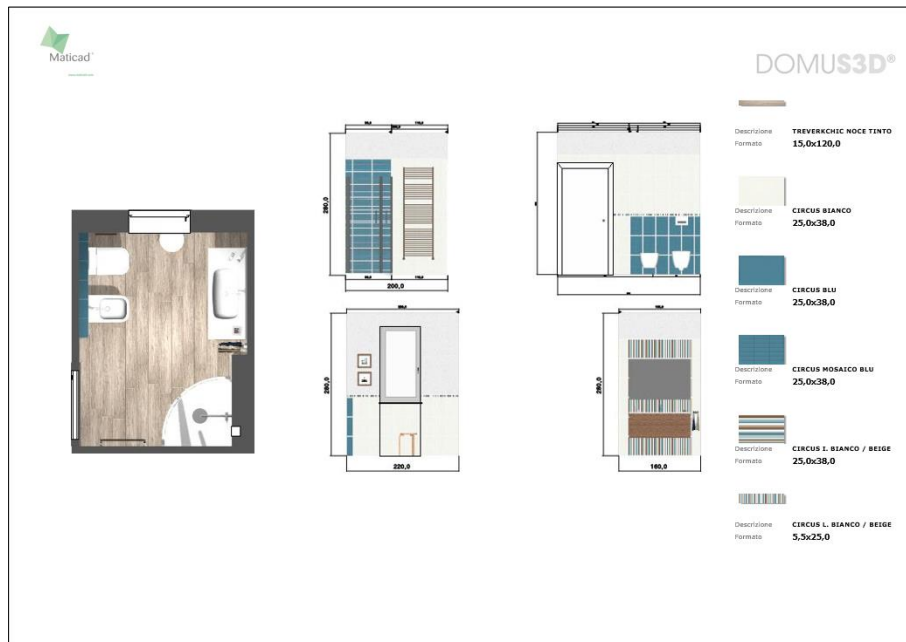 Maticad
DOMUS3D®
Descrizione TREVERKCHIC NOCE TINTO
Formato 15,0x120,0
Descrizione CIRCUS BIANCO
Formato 25,0x38,0
Descrizione CIRCUS BLU
Formato 25,0x38,0
Descrizione CIRCUS MOSAICO BLU
Formato 25,0x38,0
Descrizione CIRCUS I. BIANCO / BEIGE
Formato 25,0x38,0
Descrizione CIRCUS L. BIANCO / BEIGE
Formato 5,5x25,0
280,0
200,0
280,0
220,0
280,0
160,0